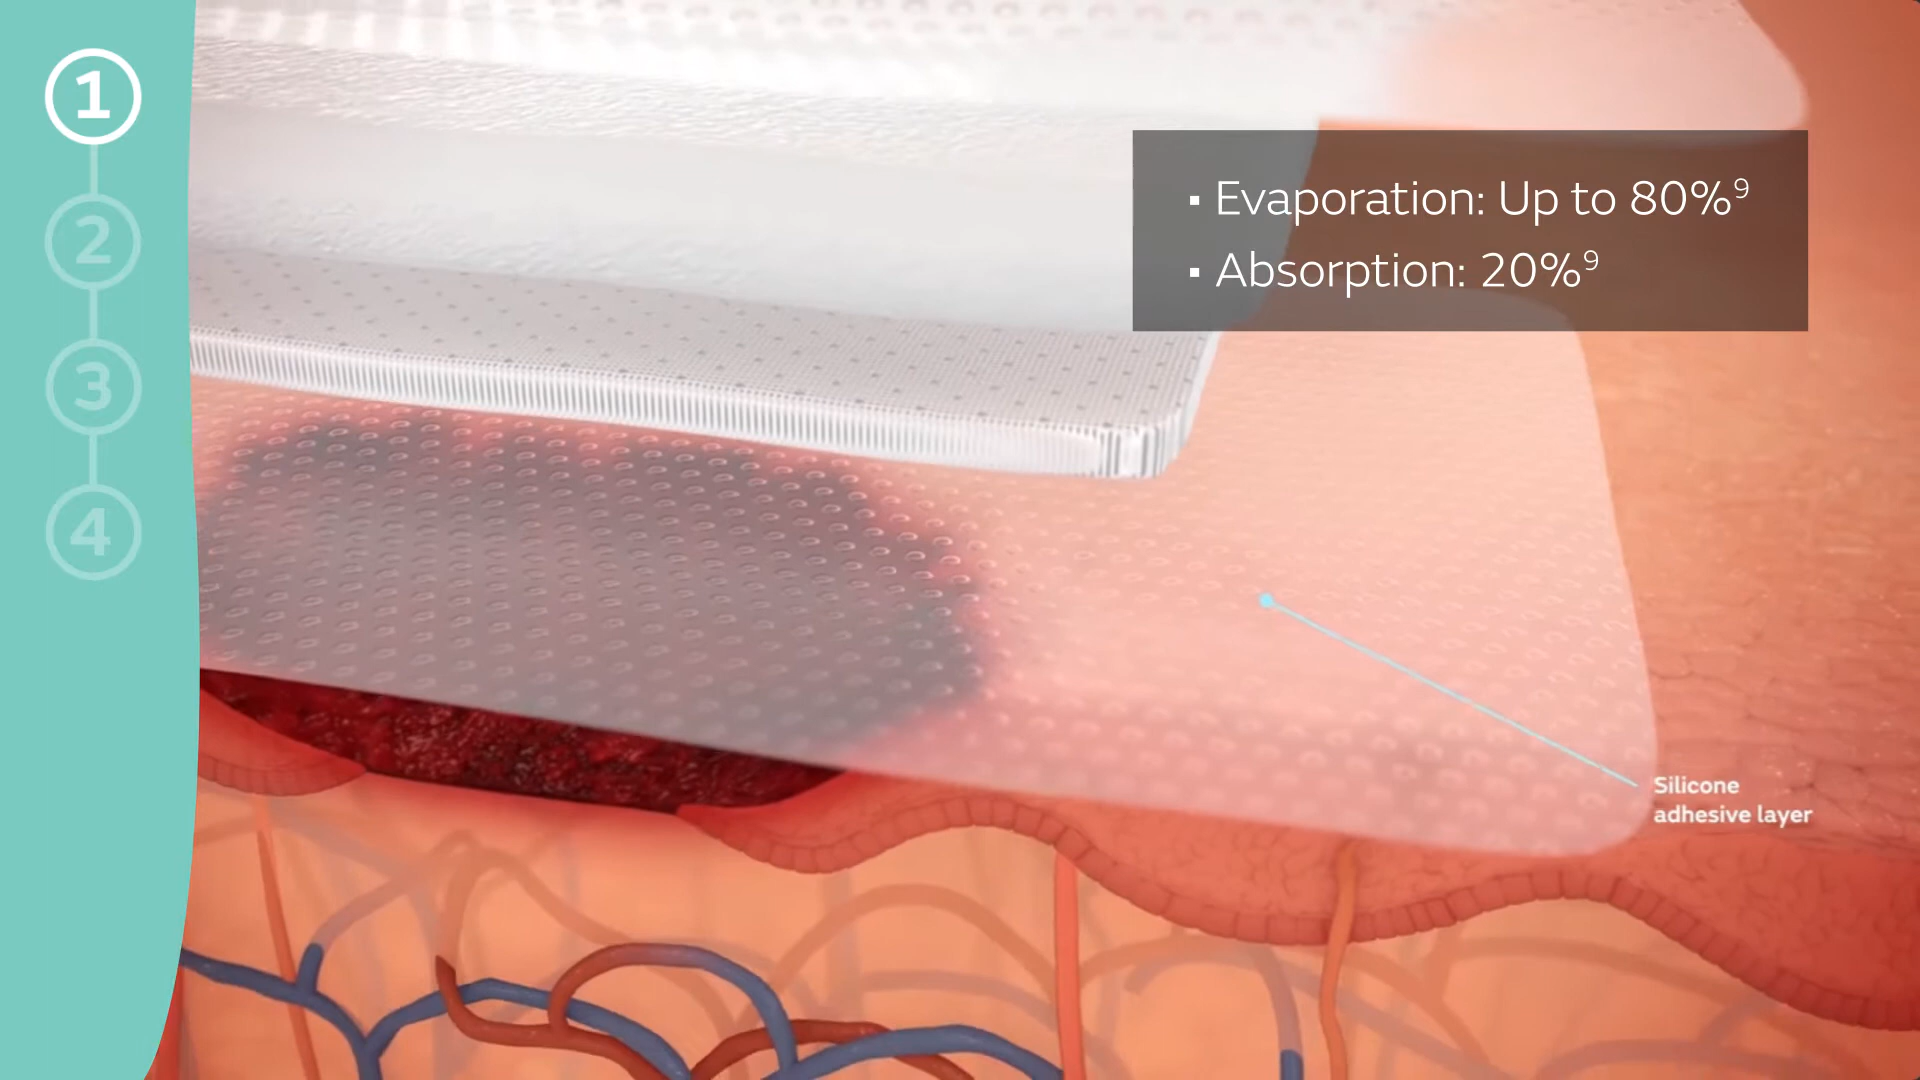 1
2
3
4
▪ Evaporation: Up to 80%⁹
▪ Absorption: 20%⁹
Silicone
adhesive layer